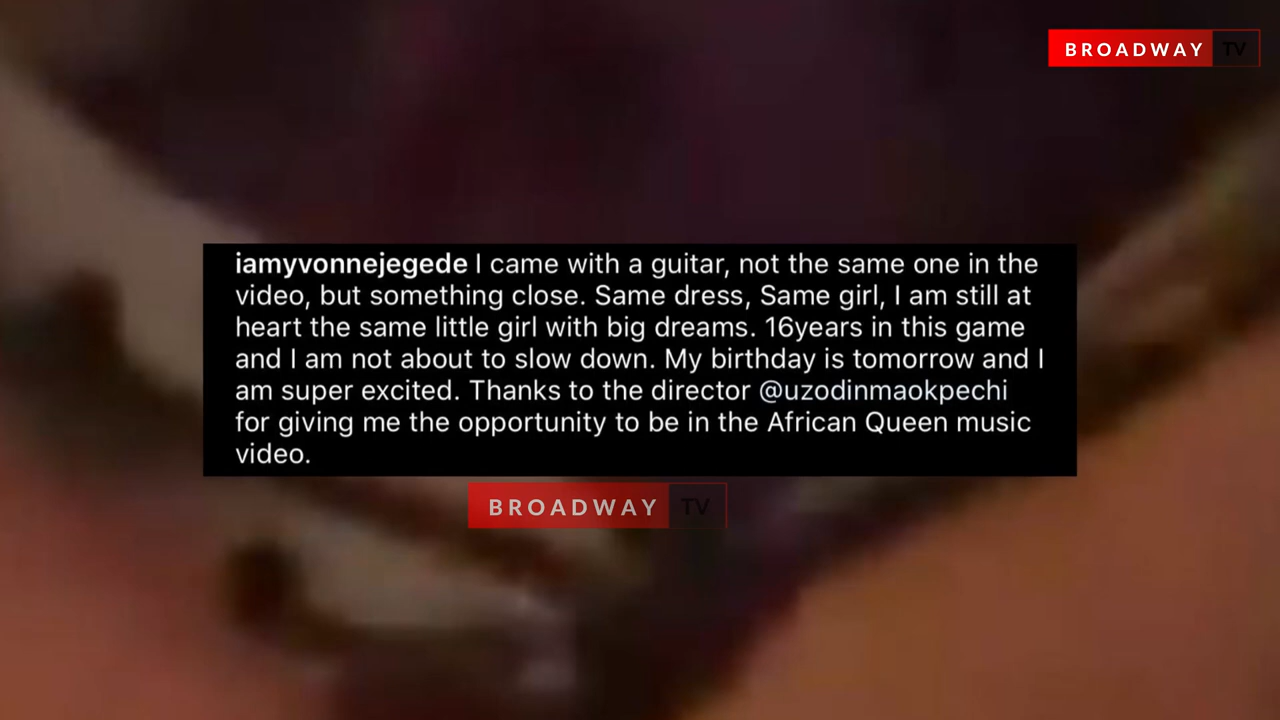 BROADWAY TV
iamyvonnejegede I came with a guitar, not the same one in the
video, but something close. Same dress, Same girl, I am still at
heart the same little girl with big dreams. 16years in this game
and I am not about to slow down. My birthday is tomorrow and I
am super excited. Thanks to the director @uzodinmaokpechi
for giving me the opportunity to be in the African Queen music
video.
BROADWAY TV